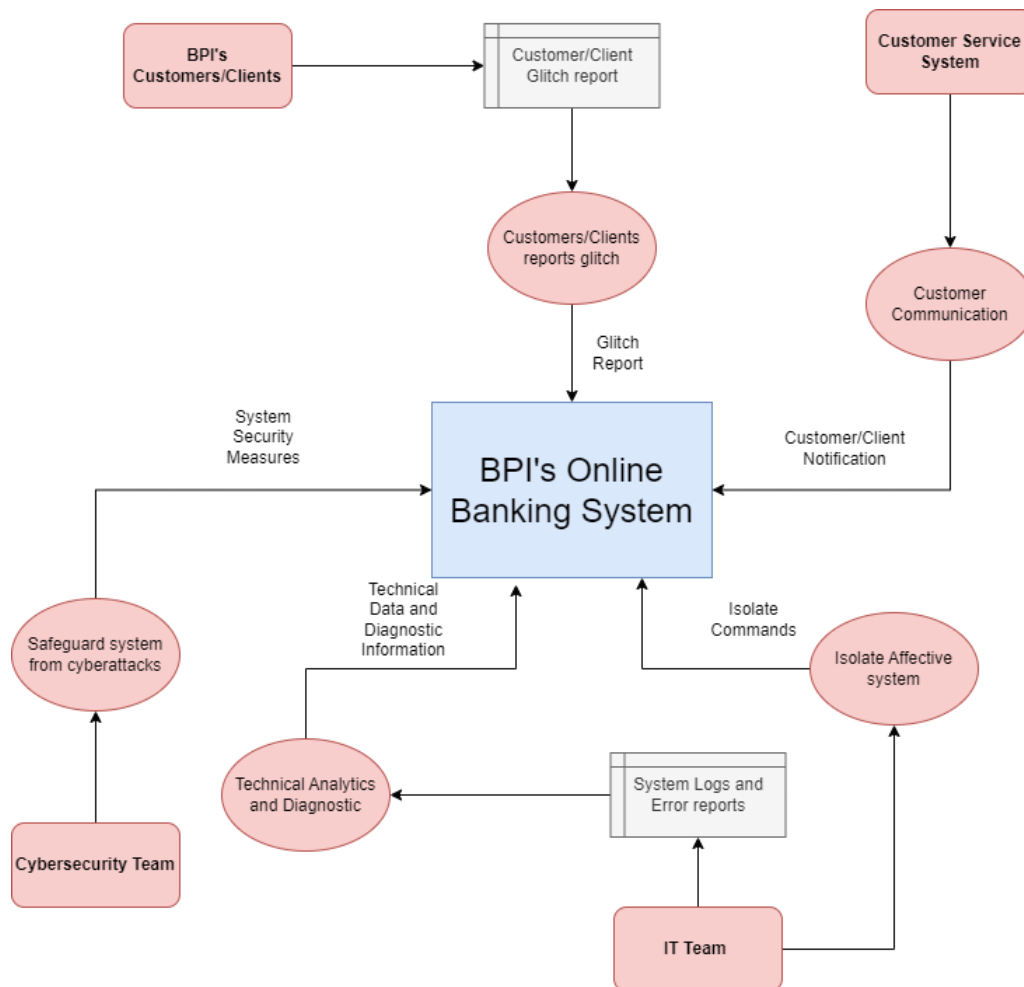 BPI's
Customers/Clients
Customer/Client
Glitch report
Customer Service
System
Customers/Clients
reports glitch
Customer
Communication
Glitch
Report
System
Security
Measures
Customer/Client
Notification
BPI's Online
Banking System
Technical
Data and
Diagnostic
Information
Isolate
Commands
Safeguard system
from cyberattacks
Isolate Affective
system
Technical Analytics
and Diagnostic
System Logs and
Error reports
Cybersecurity Team
IT Team